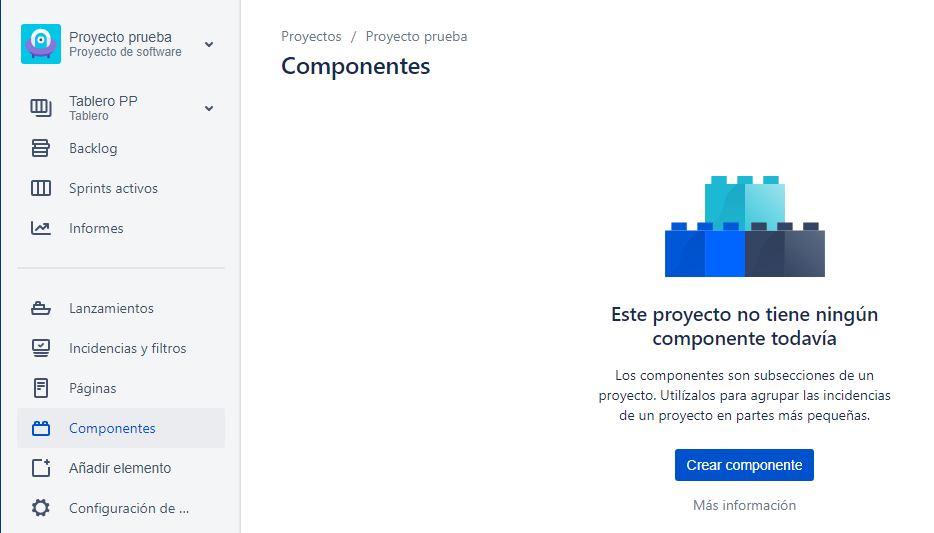 Proyecto prueba
Proyecto de software
Tablero PP
Tablero
Backlog
Sprints activos
Informes
Lanzamientos
Incidencias y filtros
Páginas
Componentes
Añadir elemento
Configuración de ...
Proyectos / Proyecto prueba
Componentes
Este proyecto no tiene ningún
componente todavía
Los componentes son subsecciones de un
proyecto. Utilízalos para agrupar las incidencias
de un proyecto en partes más pequeñas.
Crear componente
Más información